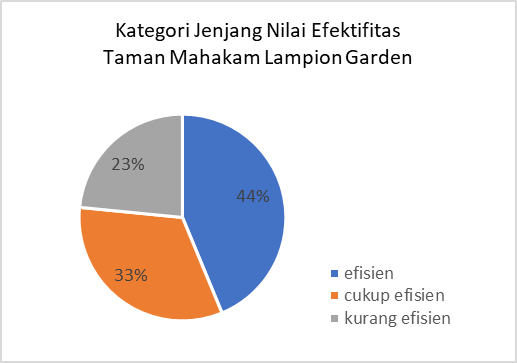 Kategori Jenjang Nilai Efektifitas
Taman Mahakam Lampion Garden
23%
44%
33%
efisien
cukup efisien
kurang efisien